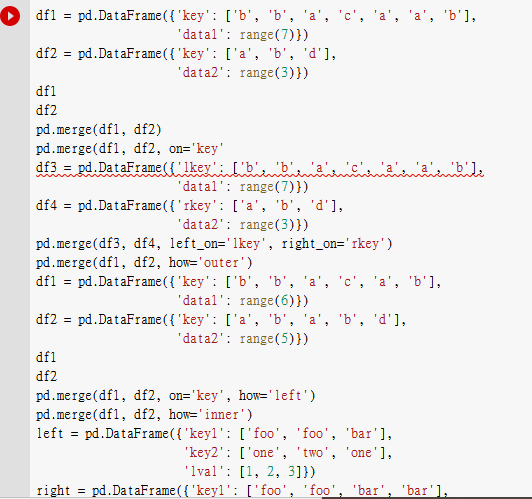 df1 = pd.DataFrame({'key': ['b', 'b', 'a', 'c', 'a', 'a', 'b'],
                    'data1': range(7)})
df2 = pd.DataFrame({'key': ['a', 'b', 'd'],
                    'data2': range(3)})
df1
df2
pd.merge(df1, df2)
pd.merge(df1, df2, on='key'
df3 = pd.DataFrame({'lkey': ['b', 'b', 'a', 'c', 'a', 'a', 'b'],
                    'data1': range(7)})
df4 = pd.DataFrame({'rkey': ['a', 'b', 'd'],
                    'data2': range(3)})
pd.merge(df3, df4, left_on='lkey', right_on='rkey')
pd.merge(df1, df2, how='outer')
df1 = pd.DataFrame({'key': ['b', 'b', 'a', 'c', 'a', 'b'],
                    'data1': range(6)})
df2 = pd.DataFrame({'key': ['a', 'b', 'a', 'b', 'd'],
                    'data2': range(5)})
df1
df2
pd.merge(df1, df2, on='key', how='left')
pd.merge(df1, df2, how='inner')
left = pd.DataFrame({'key1': ['foo', 'foo', 'bar'],
                     'key2': ['one', 'two', 'one'],
                     'lval': [1, 2, 3]})
right = pd.DataFrame({'key1': ['foo', 'foo', 'bar', 'bar'],